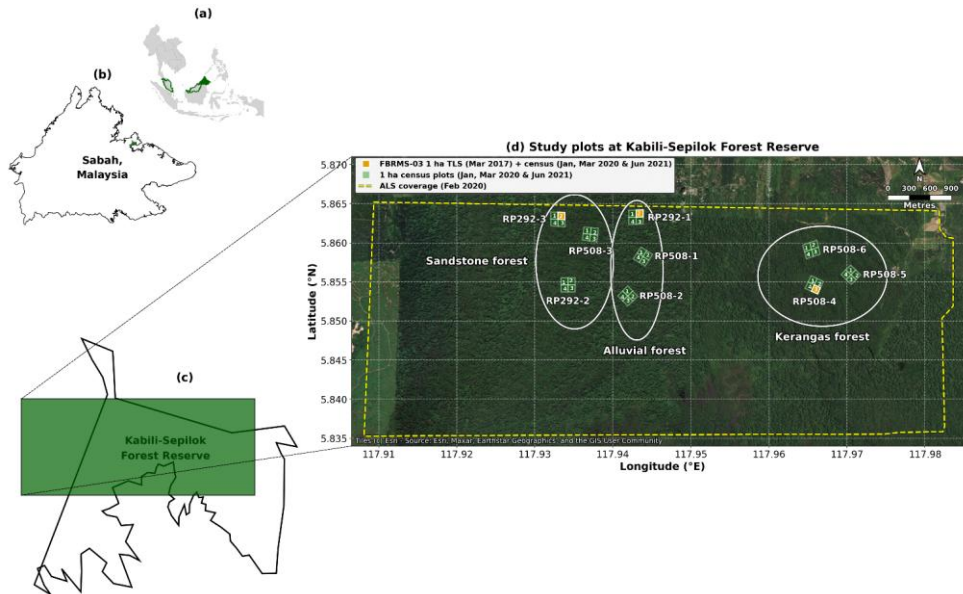 (a)
(b)
Sabah,
Malaysia
(c)
Kabili-Sepilok
Forest Reserve
(d) Study plots at Kabili-Sepilok Forest Reserve
FBRMS-03 1 ha TLS (Mar 2017) + census (Jan, Mar 2020 & Jun 2021)
1 ha census plots (Jan, Mar 2020 & Jun 2021)
ALS coverage (Feb 2020)
N
0 300 600 900
Metres
5.870
5.865
5.860
5.855
5.850
5.845
5.840
5.835
Latitude (°N)
RP292-3
RP292-1
RP508-3
RP508-1
RP508-6
Sandstone forest
RP508-5
RP292-2
RP508-2
RP508-4
Alluvial forest
Kerangas forest
Tiles (C) Esri - Source: Esri, Maxar, Earthstar Geographics, and the GIS User Community
117.91 117.92 117.93 117.94 117.95 117.96 117.97 117.98
Longitude (°E)